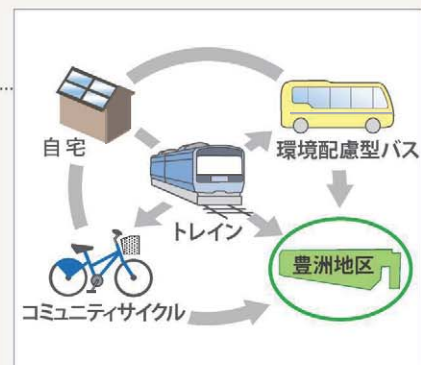 自宅
環境配慮型バス
トレイン
豊洲地区
コミュニティサイクル